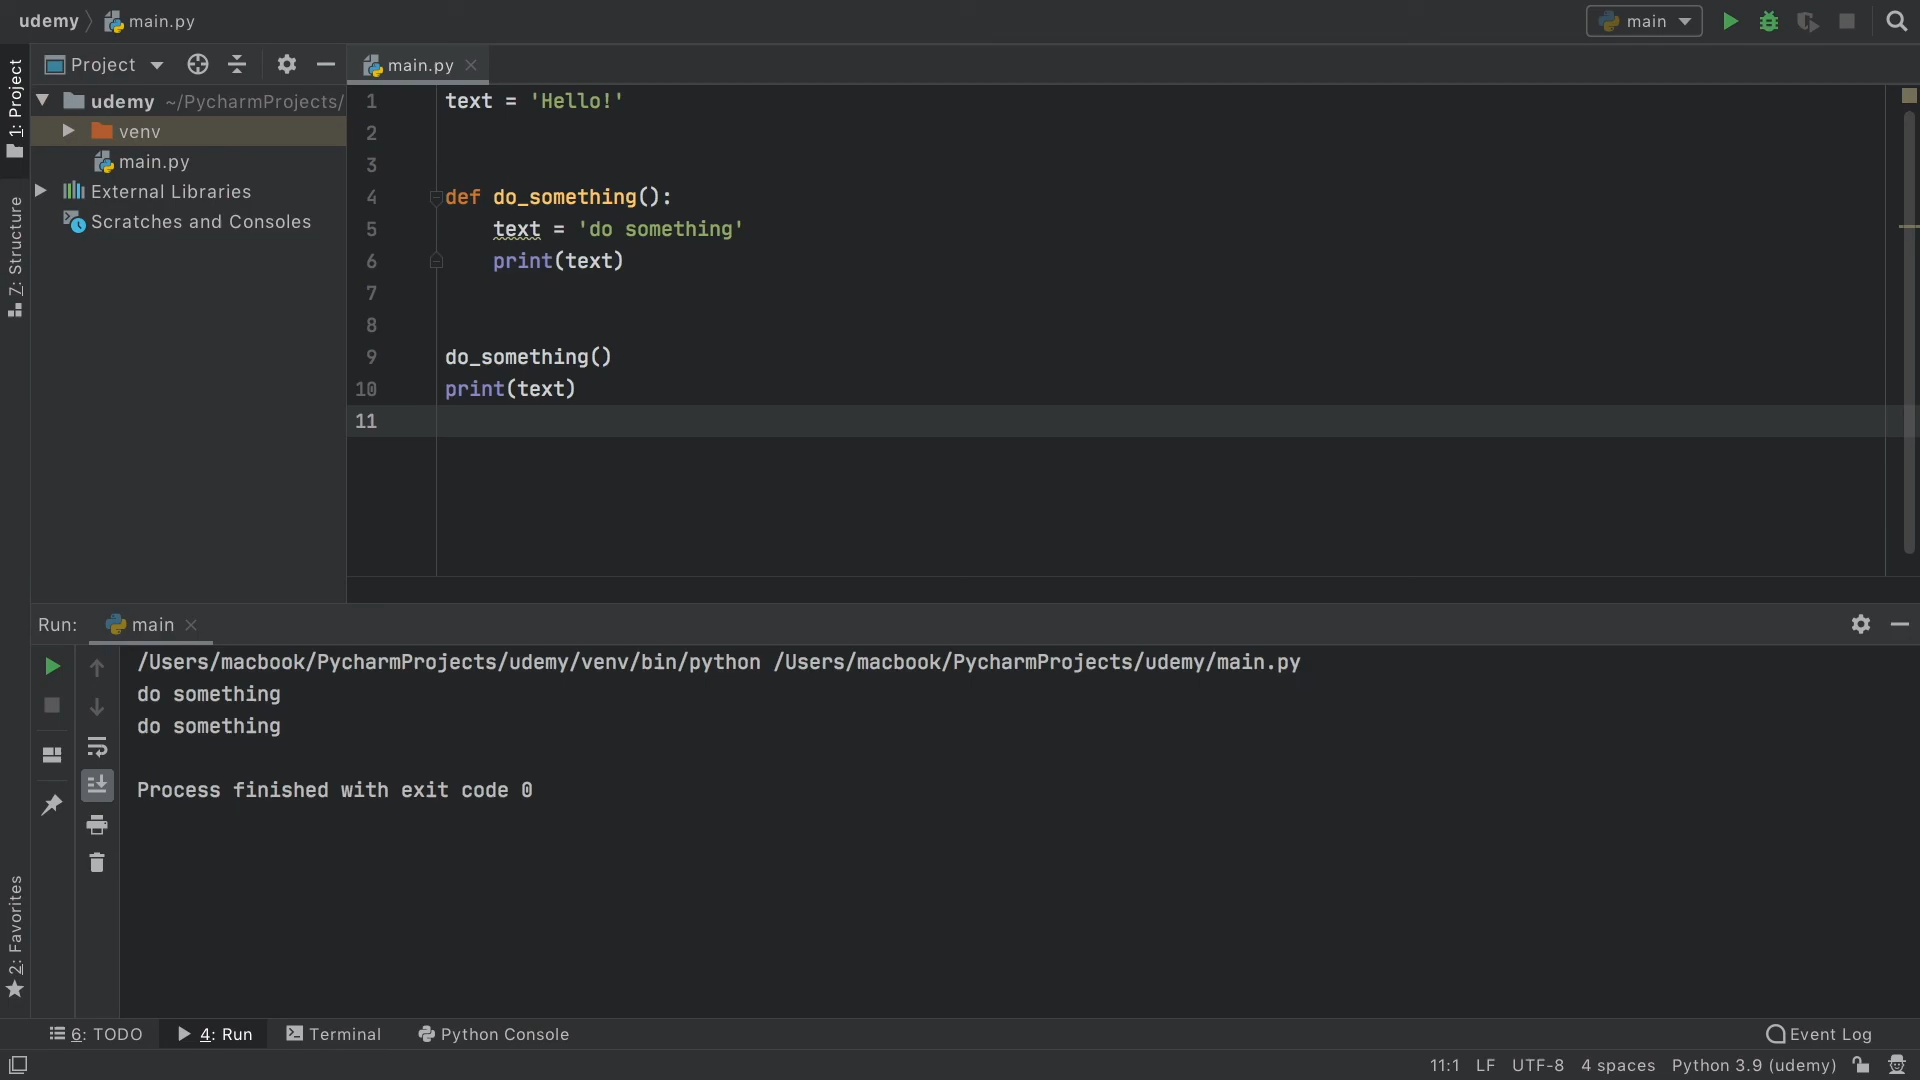 udemy main.py
main
1: Project
Project
main.py
udemy ~/PycharmProjects/
venv
main.py
External Libraries
Scratches and Consoles
Z: Structure
2: Favorites
1 text = 'Hello!'
2
3
4 def do_something():
5 text = 'do something'
6 print(text)
7
8
9 do_something()
10 print(text)
11
Run: main
/Users/macbook/PycharmProjects/udemy/venv/bin/python /Users/macbook/PycharmProjects/udemy/main.py
do something
do something
Process finished with exit code 0
6: TODO 4: Run Terminal Python Console Event Log
11:1 LF UTF-8 4 spaces Python 3.9 (udemy)